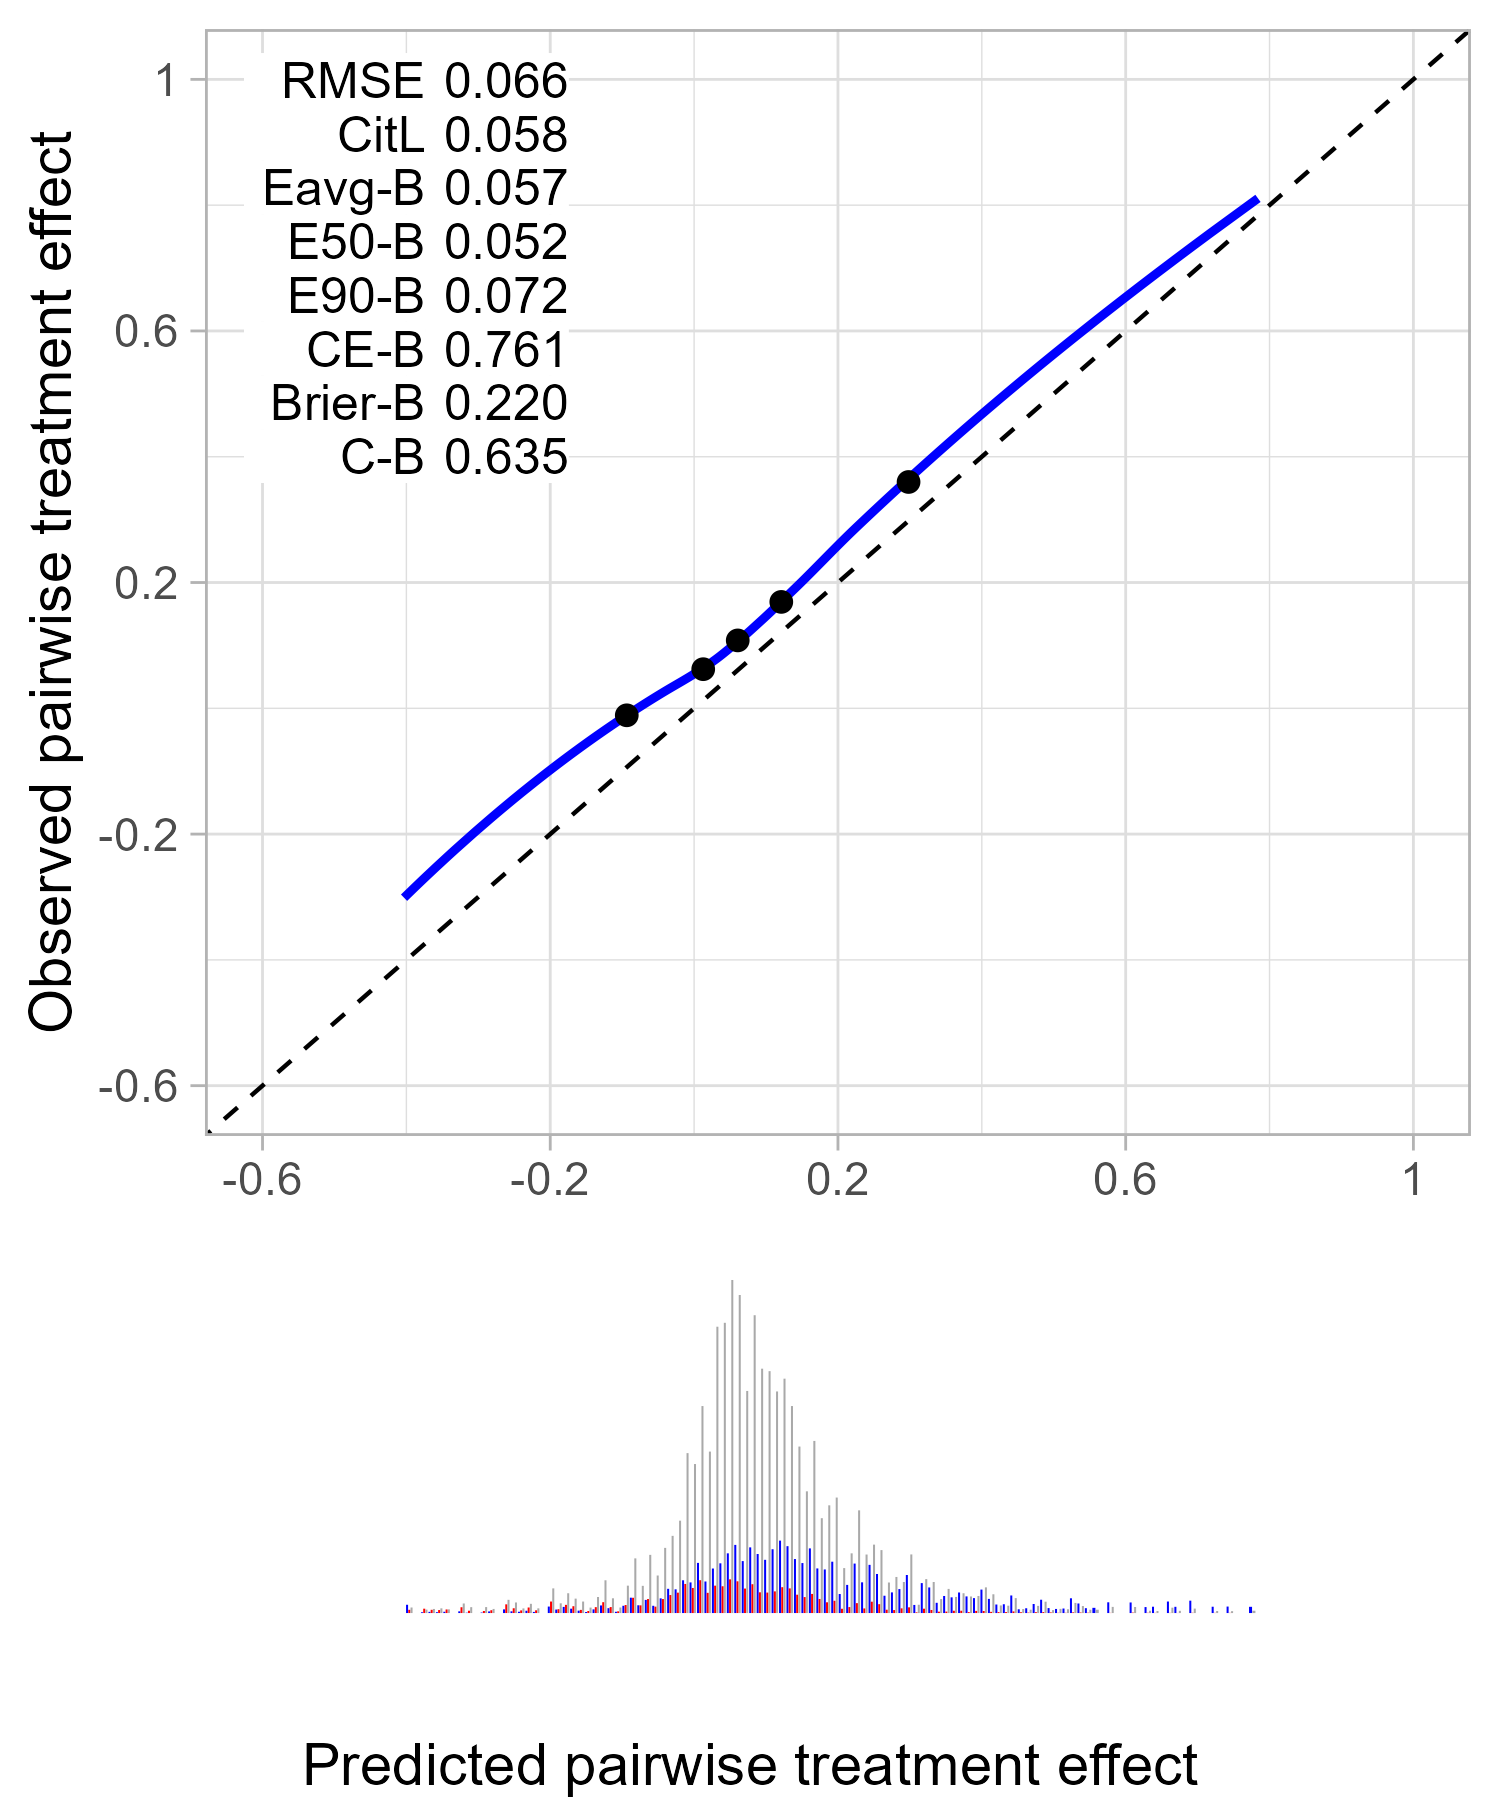 Observed pairwise treatment effect
1
0.6
0.2
-0.2
-0.6
RMSE 0.066
CitL 0.058
Eavg-B 0.057
E50-B 0.052
E90-B 0.072
CE-B 0.761
Brier-B 0.220
C-B 0.635
-0.6 -0.2 0.2 0.6 1
Predicted pairwise treatment effect